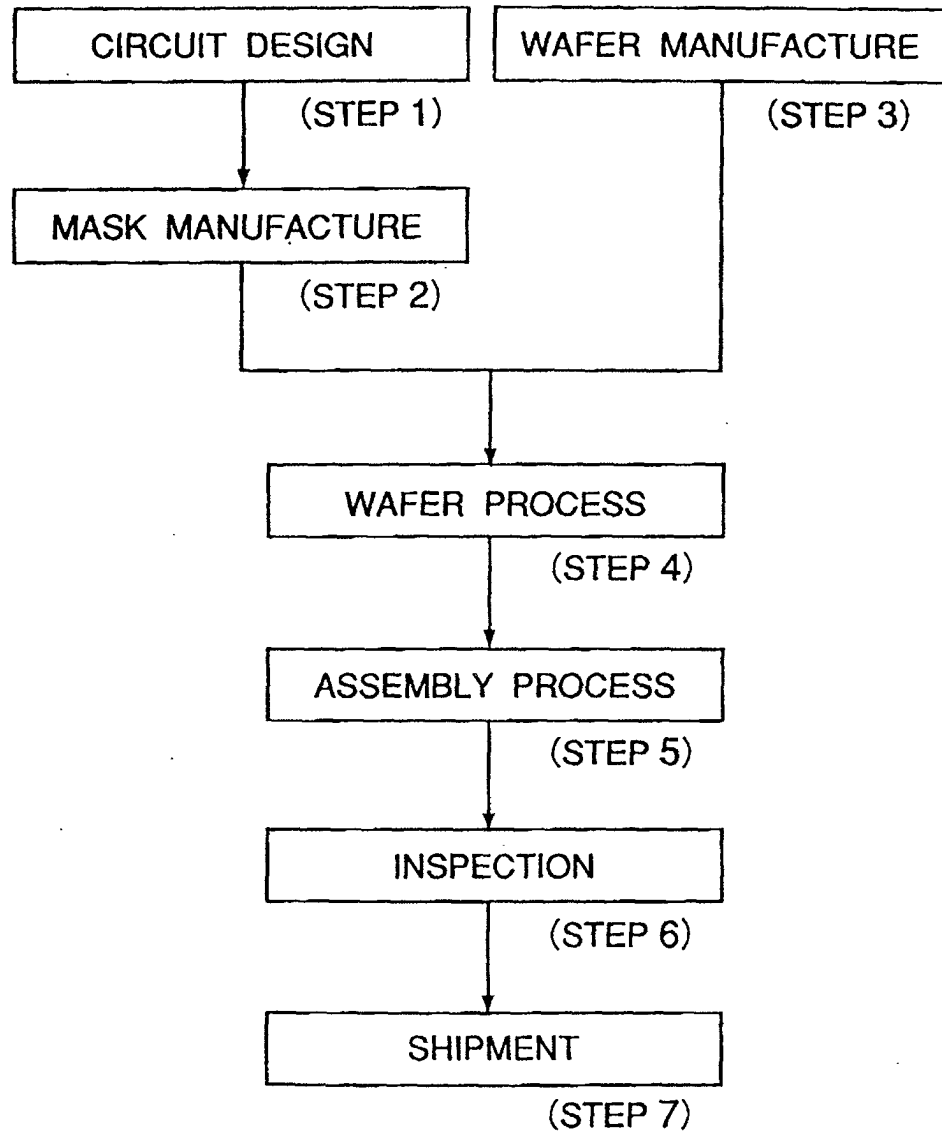 CIRCUIT DESIGN
(STEP 1)
WAFER MANUFACTURE
(STEP 3)
MASK MANUFACTURE
(STEP 2)
WAFER PROCESS
(STEP 4)
ASSEMBLY PROCESS
(STEP 5)
INSPECTION
(STEP 6)
SHIPMENT
(STEP 7)